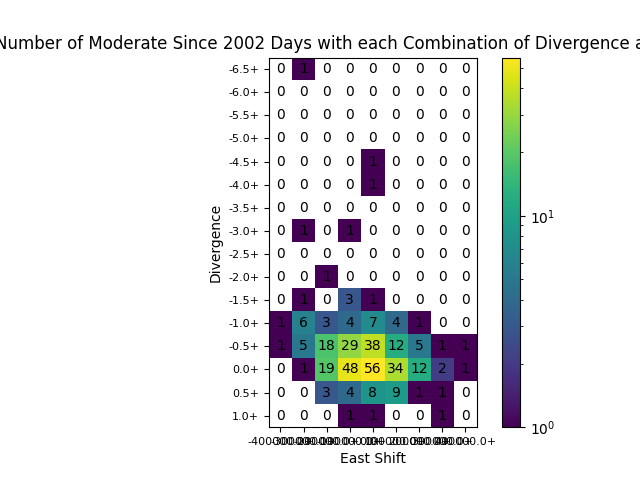 Number of Moderate Since 2002 Days with each Combination of Divergence a
-6.5+ 0 1 0 0 0 0 0 0 0
-6.0+ 0 0 0 0 0 0 0 0 0
-5.5+ 0 0 0 0 0 0 0 0 0
-5.0+ 0 0 0 0 0 0 0 0 0
-4.5+ 0 0 0 0 1 0 0 0 0
-4.0+ 0 0 0 0 1 0 0 0 0
-3.5+ 0 0 0 0 0 0 0 0 0
-3.0+ 0 1 0 1 0 0 0 0 0
-2.5+ 0 0 0 0 0 0 0 0 0
-2.0+ 0 0 1 0 0 0 0 0 0
-1.5+ 0 1 0 3 1 0 0 0 0
-1.0+ 1 6 3 4 7 4 1 0 0
-0.5+ 1 5 18 29 38 12 5 1 1
0.0+ 0 1 19 48 56 34 12 2 1
0.5+ 0 0 3 4 8 9 1 1 0
1.0+ 0 0 0 1 1 0 0 1 0
Divergence
East Shift
10^1
10^0